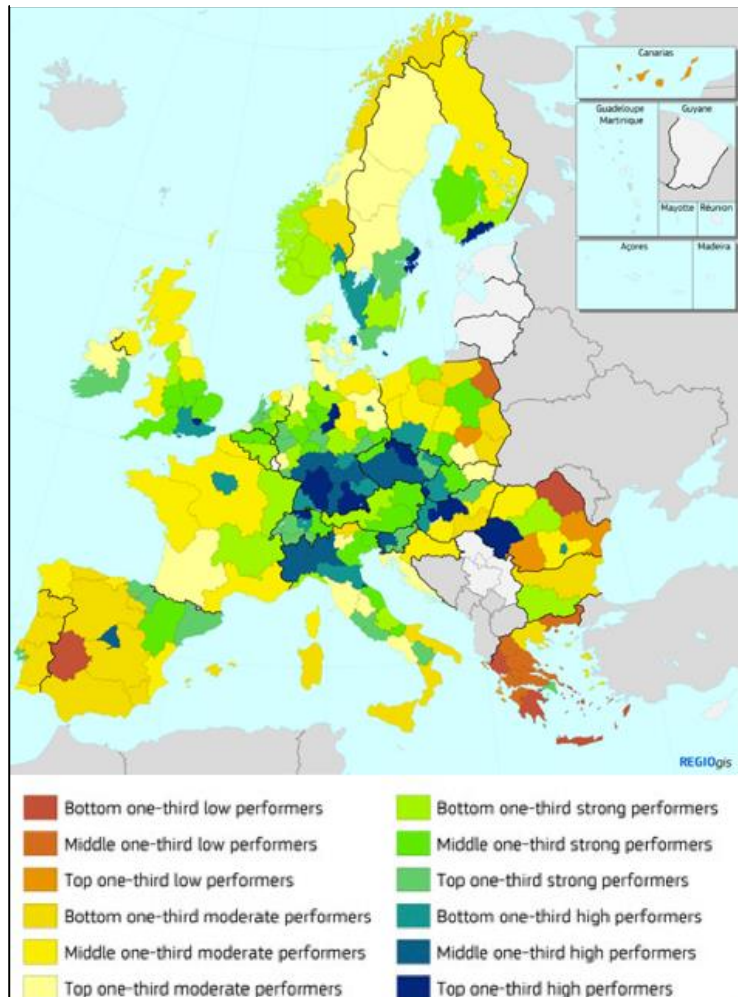 Canarias
Guadeloupe
Martinique
Guyane
Mayotte
Réunion
Açores
Madeira
REGIOgis
Bottom one-third low performers
Middle one-third low performers
Top one-third low performers
Bottom one-third moderate performers
Middle one-third moderate performers
Top one-third moderate performers
Bottom one-third strong performers
Middle one-third strong performers
Top one-third strong performers
Bottom one-third high performers
Middle one-third high performers
Top one-third high performers